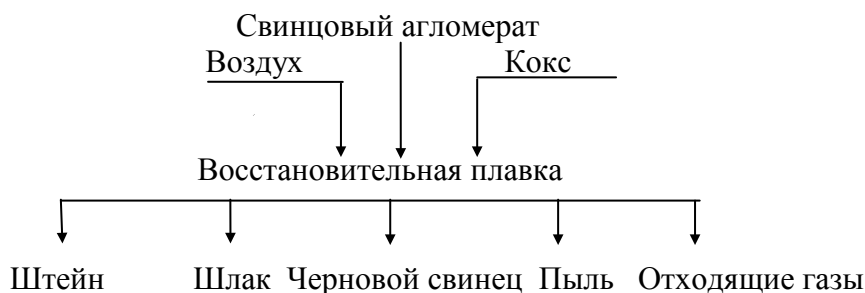 Свинцовый агломерат
Воздух Кокс
Восстановительная плавка
Штейн Шлак Черновой свинец Пыль Отходящие газы